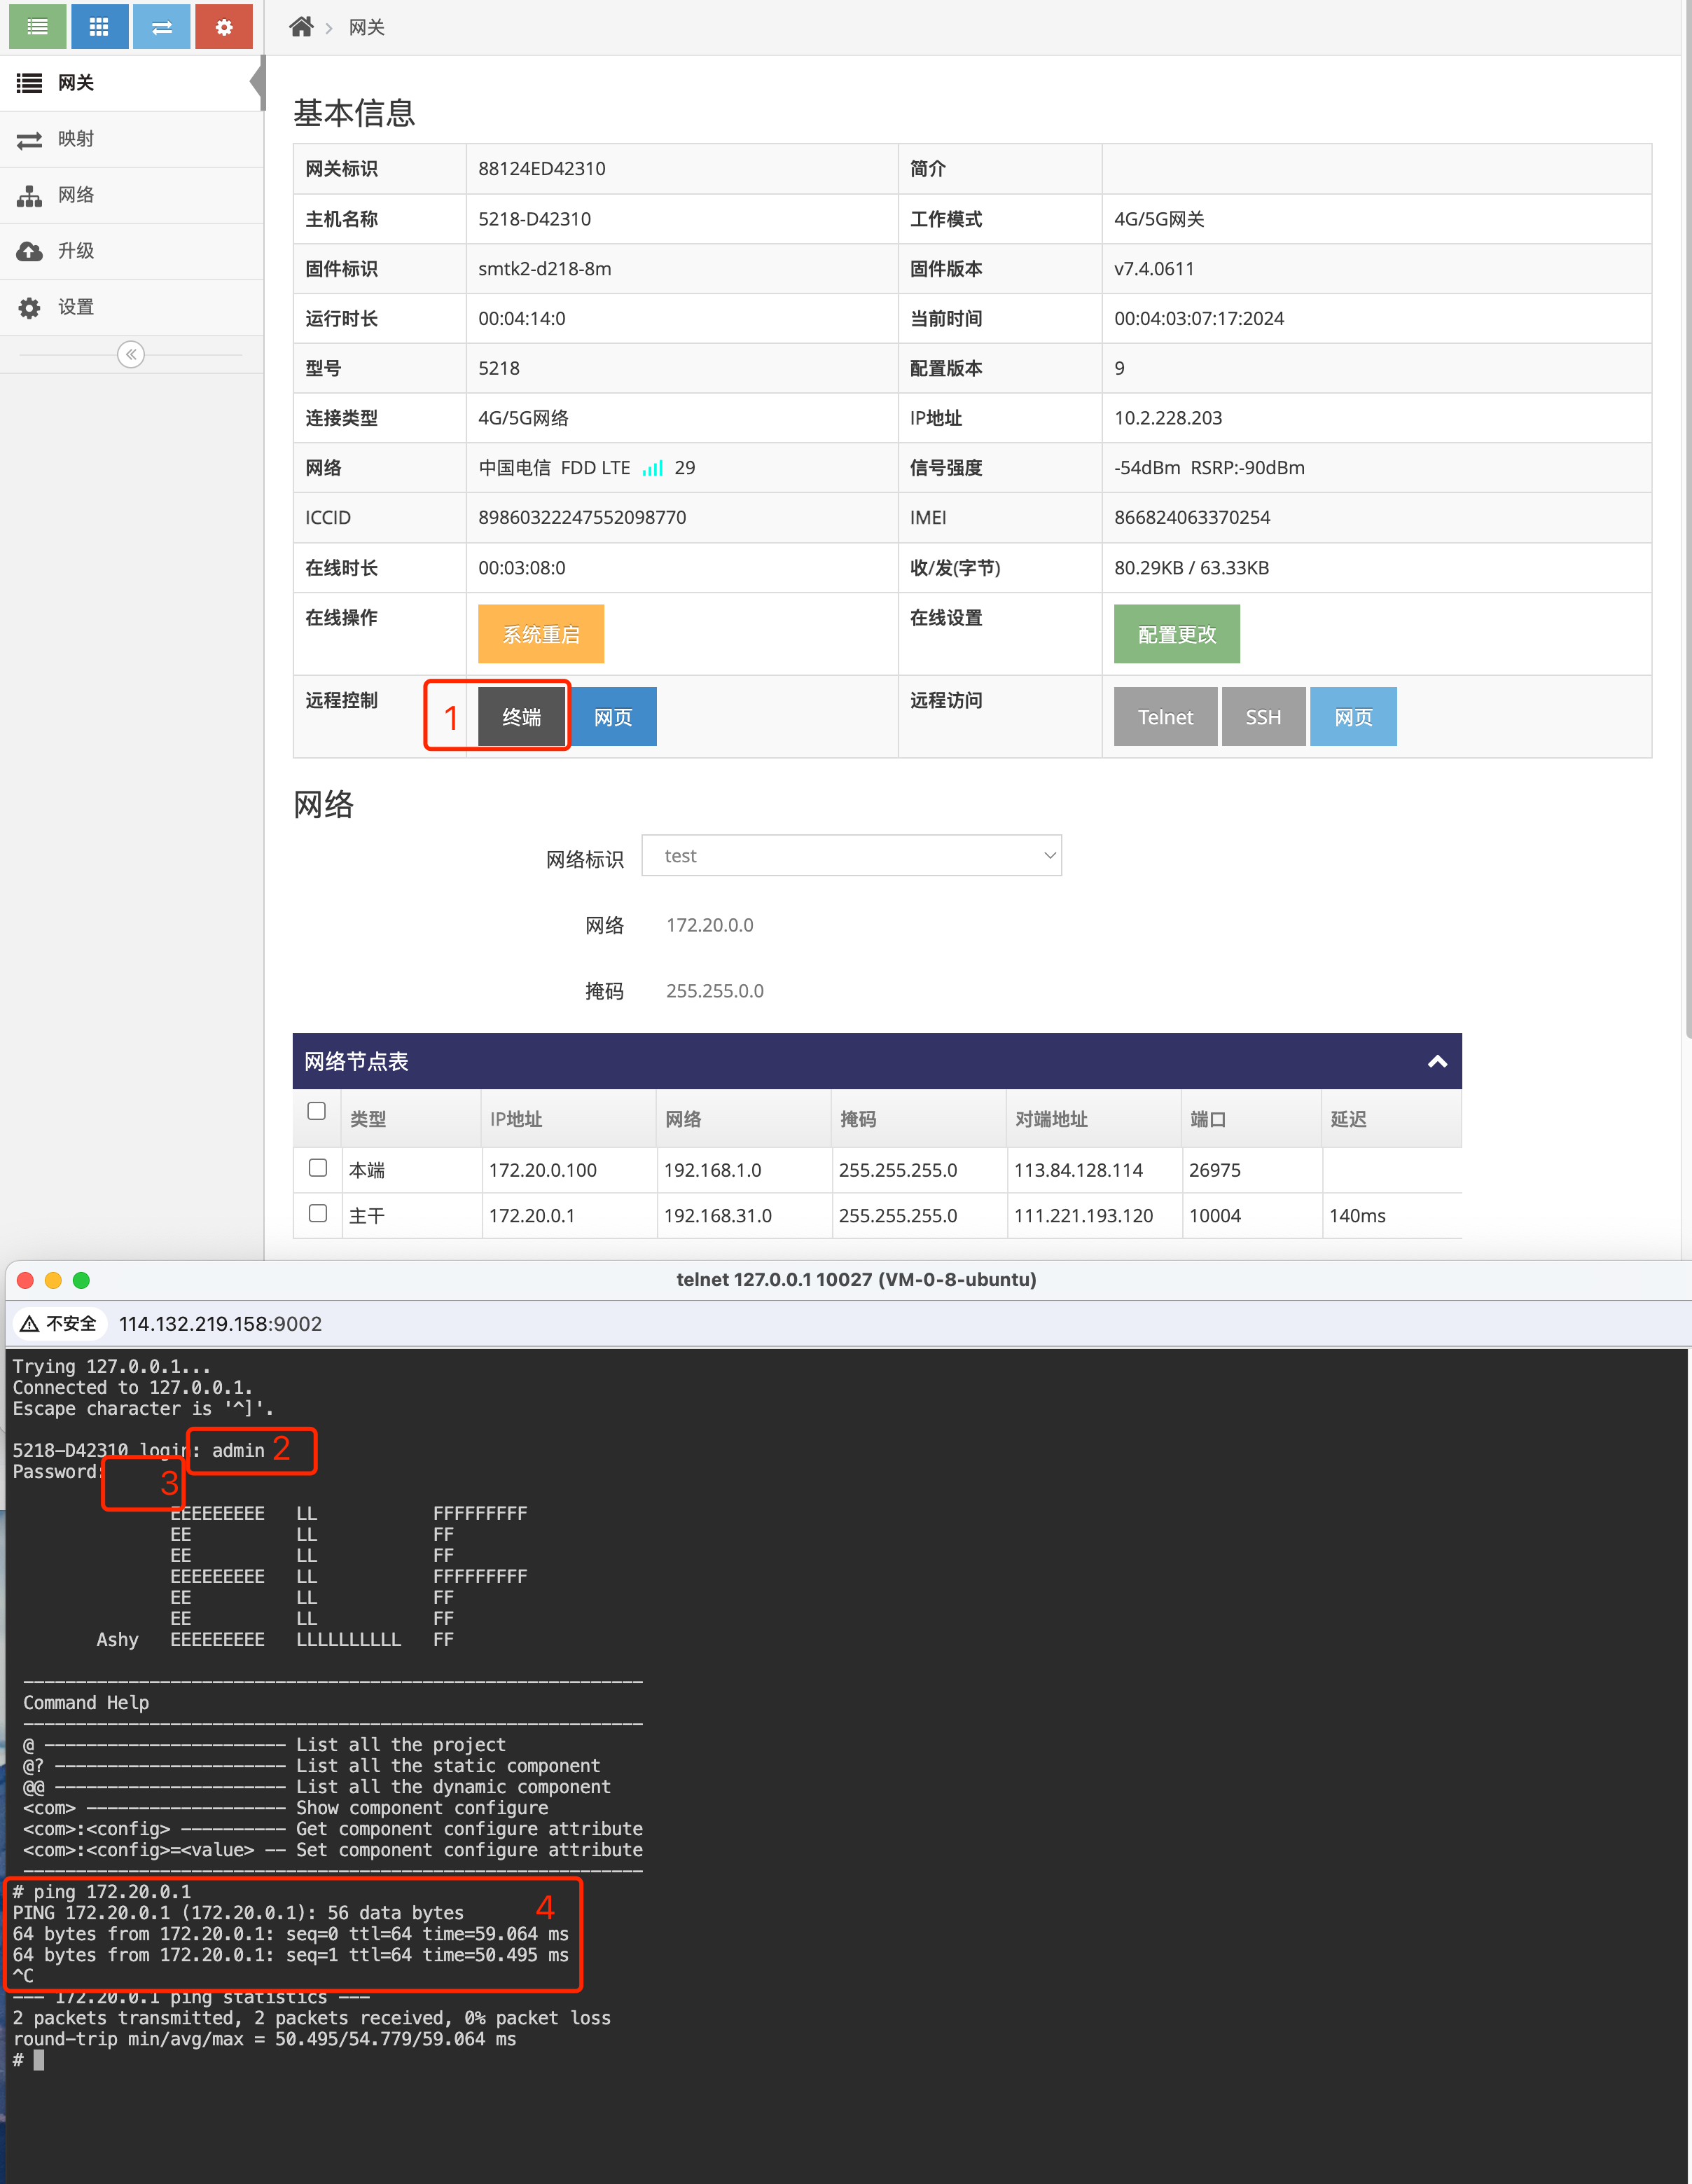 网关
网关
映射
网络
升级
设置
基本信息
网关标识 88124ED42310 简介
主机名称 5218-D42310 工作模式 4G/5G网关
固件标识 smtk2-d218-8m 固件版本 v7.4.0611
运行时长 00:04:14:0 当前时间 00:04:03:07:17:2024
型号 5218 配置版本 9
连接类型 4G/5G网络 IP地址 10.2.228.203
网络 中国电信 FDD LTE 29 信号强度 -54dBm RSRP:-90dBm
ICCID 89860322247552098770 IMEI 866824063370254
在线时长 00:03:08:0 收/发(字节) 80.29KB / 63.33KB
在线操作 系统重启 在线设置 配置更改
远程控制 1 终端 网页 远程访问 Telnet SSH 网页
网络
网络标识 test
网络 172.20.0.0
掩码 255.255.0.0
网络节点表
类型 IP地址 网络 掩码 对端地址 端口 延迟
本端 172.20.0.100 192.168.1.0 255.255.255.0 113.84.128.114 26975
主干 172.20.0.1 192.168.31.0 255.255.255.0 111.221.193.120 10004 140ms
telnet 127.0.0.1 10027 (VM-0-8-ubuntu)
不安全 114.132.219.158:9002
Trying 127.0.0.1...
Connected to 127.0.0.1.
Escape character is '^]'.
5218-D42310 login: admin 2
Password: 3
EEEEEEEEE LL FFFFFFFFF
EE LL FF
EE LL FF
EEEEEEEEE LL FFFFFFFFF
EE LL FF
EE LL FF
Ashy EEEEEEEEE LLLLLLLLLL FF
-----------------------------------------------------------
Command Help
-----------------------------------------------------------
@ ----------------------- List all the project
@? ---------------------- List all the static component
@@ ---------------------- List all the dynamic component
<com> ------------------- Show component configure
<com>:<config> ---------- Get component configure attribute
<com>:<config>=<value> -- Set component configure attribute
-----------------------------------------------------------
# ping 172.20.0.1 4
PING 172.20.0.1 (172.20.0.1): 56 data bytes
64 bytes from 172.20.0.1: seq=0 ttl=64 time=59.064 ms
64 bytes from 172.20.0.1: seq=1 ttl=64 time=50.495 ms
^C
--- 172.20.0.1 ping statistics ---
2 packets transmitted, 2 packets received, 0% packet loss
round-trip min/avg/max = 50.495/54.779/59.064 ms
#